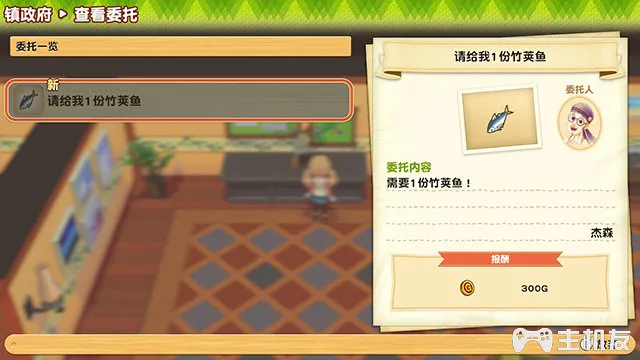 镇政府 ▶ 查看委托
委托一览
新
请给我1份竹荚鱼
请给我1份竹荚鱼
委托人
委托内容
需要1份竹荚鱼！
杰森
报酬
G
300G
主机友